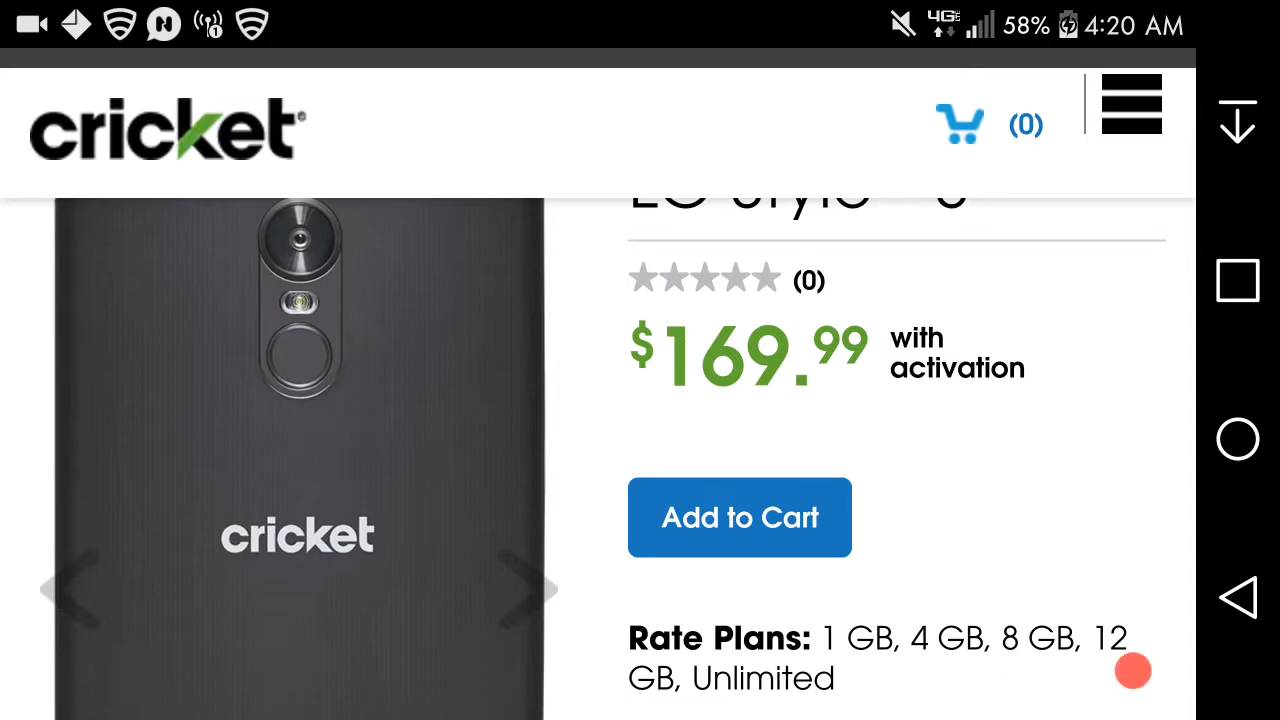 4G 58% 4:20 AM
cricket
(0)
(0)
$169.99 with
activation
cricket
Add to Cart
Rate Plans: 1 GB, 4 GB, 8 GB, 12
GB, Unlimited